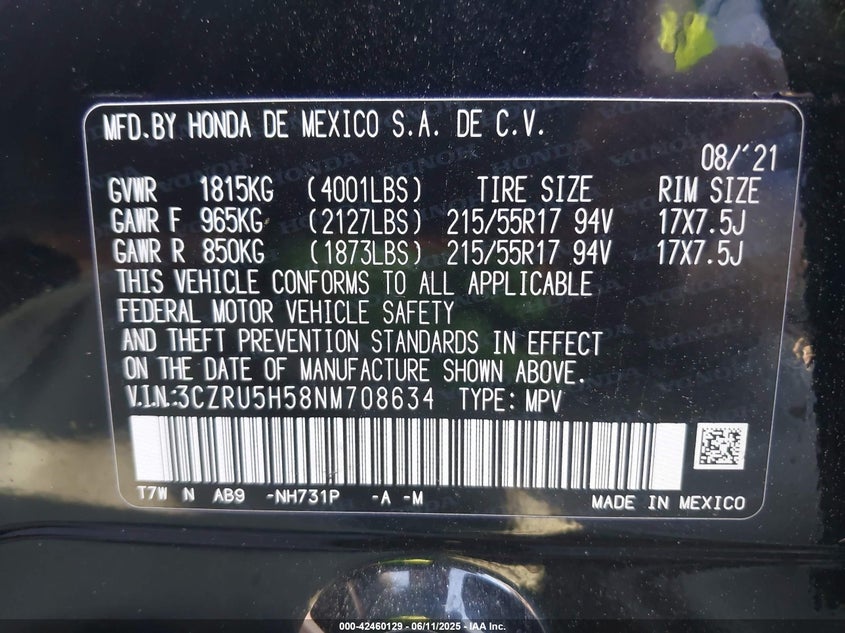 MFD.BY HONDA DE MEXICO S.A. DE C.V.
08/'21
GVWR 1815KG (4001LBS) TIRE SIZE RIM SIZE
GAWR F 965KG (2127LBS) 215/55R17 94V 17X7.5J
GAWR R 850KG (1873LBS) 215/55R17 94V 17X7.5J
THIS VEHICLE CONFORMS TO ALL APPLICABLE
FEDERAL MOTOR VEHICLE SAFETY
AND THEFT PREVENTION STANDARDS IN EFFECT
ON THE DATE OF MANUFACTURE SHOWN ABOVE.
V.I.N.:3CZRU5H58NM708634 TYPE: MPV
T7W N AB9 -NH731P -A -M MADE IN MEXICO
000-42460129 - 06/11/2025 - IAA Inc.